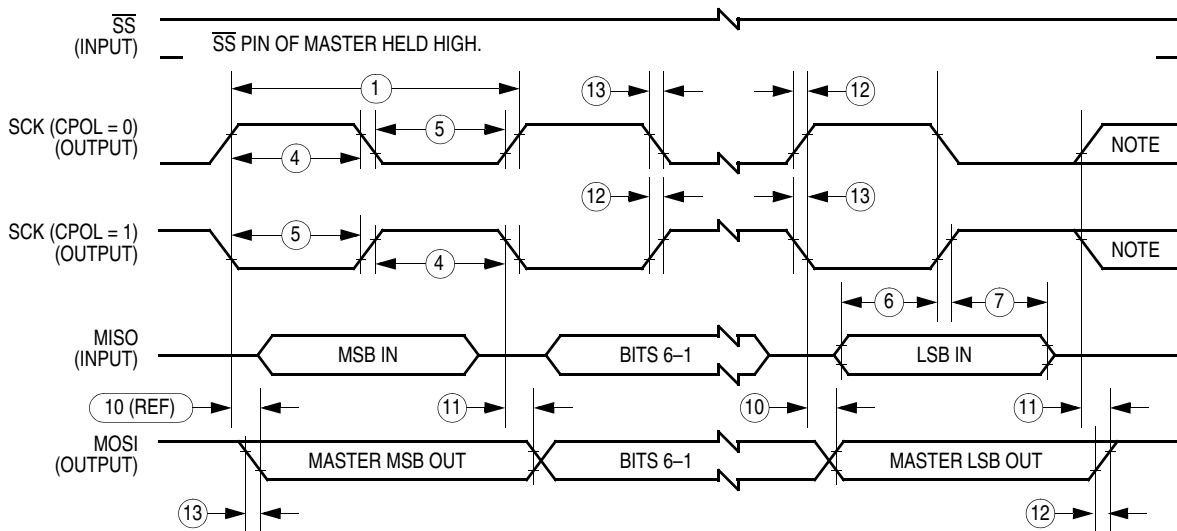 SS
(INPUT)
SS PIN OF MASTER HELD HIGH.
1
13
12
SCK (CPOL = 0)
(OUTPUT)
5
4
NOTE
12
13
SCK (CPOL = 1)
(OUTPUT)
5
4
NOTE
6
7
MISO
(INPUT)
MSB IN
BITS 6–1
LSB IN
10 (REF)
11
10
11
MOSI
(OUTPUT)
MASTER MSB OUT
BITS 6–1
MASTER LSB OUT
13
12